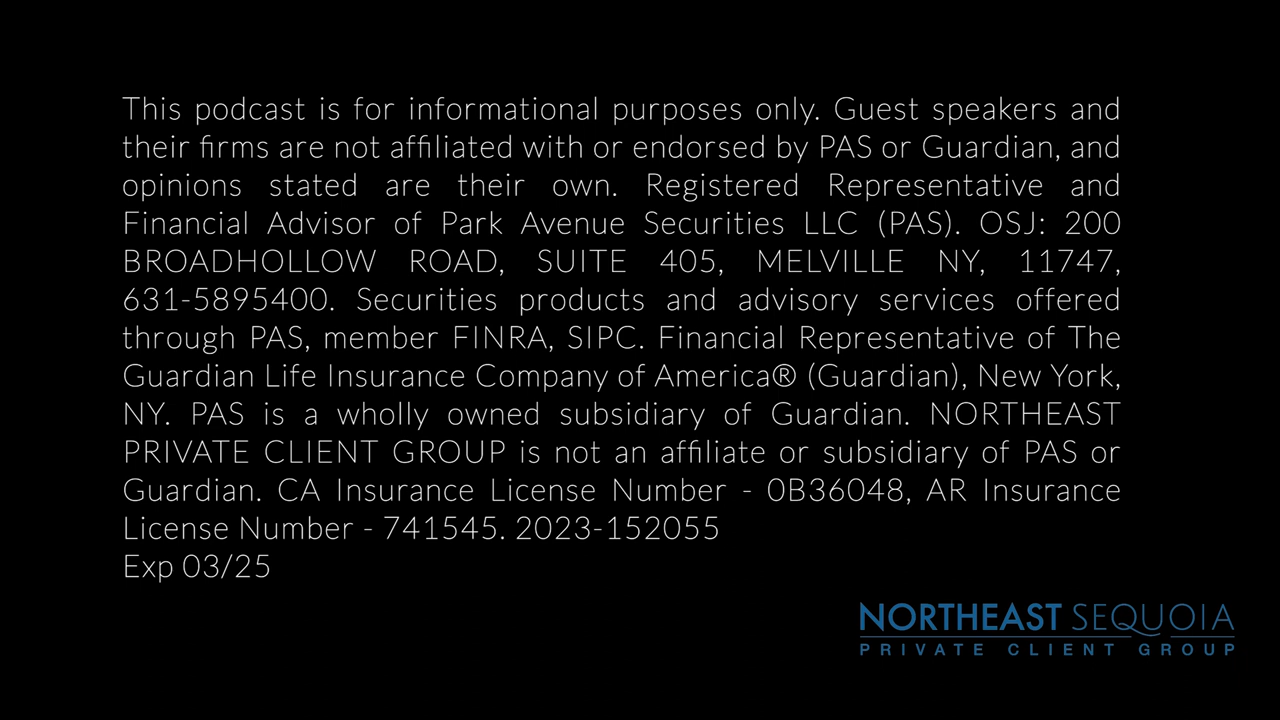 This podcast is for informational purposes only. Guest speakers and
their firms are not affiliated with or endorsed by PAS or Guardian, and
opinions stated are their own. Registered Representative and
Financial Advisor of Park Avenue Securities LLC (PAS). OSJ: 200
BROADHOLLOW ROAD, SUITE 405, MELVILLE NY, 11747,
631-5895400. Securities products and advisory services offered
through PAS, member FINRA, SIPC. Financial Representative of The
Guardian Life Insurance Company of America® (Guardian), New York,
NY. PAS is a wholly owned subsidiary of Guardian. NORTHEAST
PRIVATE CLIENT GROUP is not an affiliate or subsidiary of PAS or
Guardian. CA Insurance License Number - 0B36048, AR Insurance
License Number - 741545. 2023-152055
Exp 03/25
NORTHEAST SEQUOIA
PRIVATE CLIENT GROUP